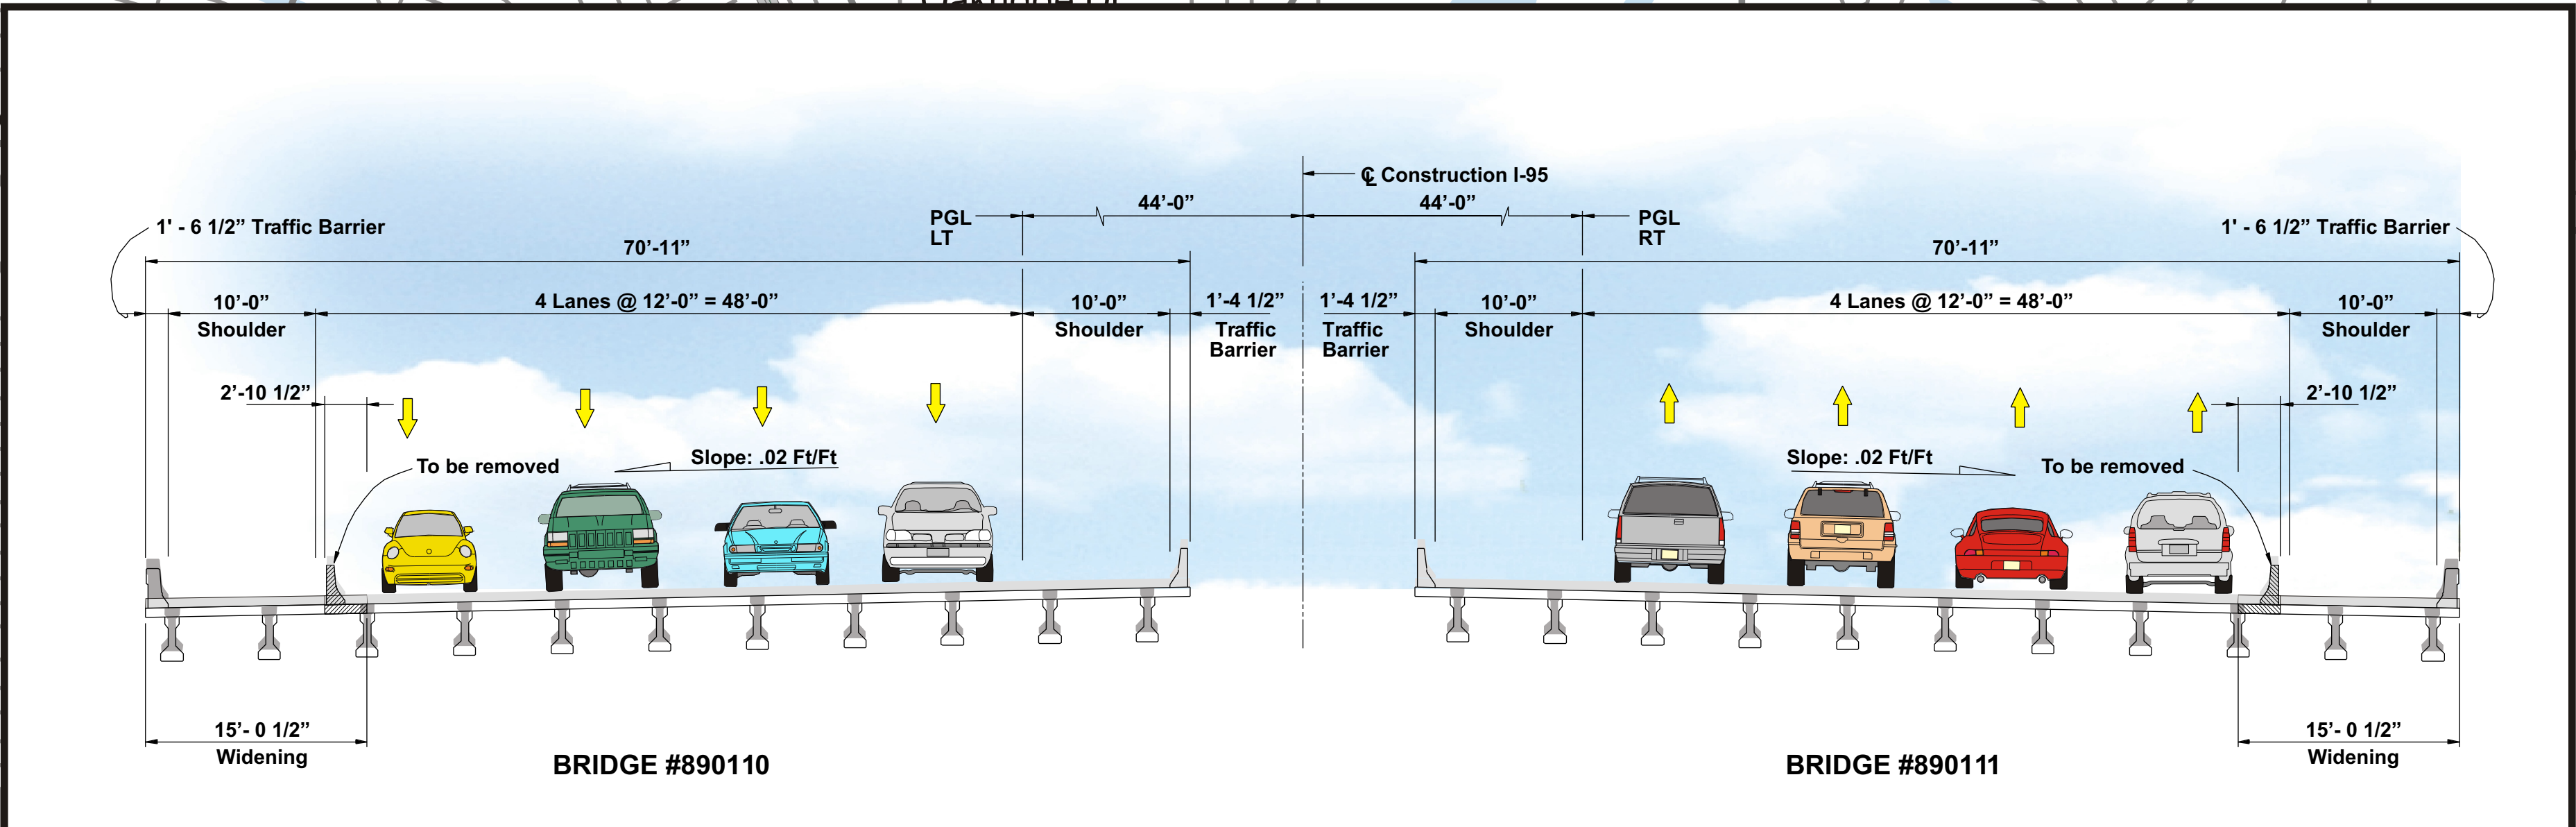 ℄ Construction I-95
44’-0”
44’-0”
PGL
LT
PGL
RT
1' - 6 1/2” Traffic Barrier
1' - 6 1/2” Traffic Barrier
70’-11”
70’-11”
10’-0”
Shoulder
4 Lanes @ 12’-0” = 48’-0”
10’-0”
Shoulder
1’-4 1/2”
Traffic
Barrier
1’-4 1/2”
Traffic
Barrier
10’-0”
Shoulder
4 Lanes @ 12’-0” = 48’-0”
10’-0”
Shoulder
2’-10 1/2”
2’-10 1/2”
To be removed
Slope: .02 Ft/Ft
Slope: .02 Ft/Ft
To be removed
15’- 0 1/2”
Widening
15’- 0 1/2”
Widening
BRIDGE #890110
BRIDGE #890111